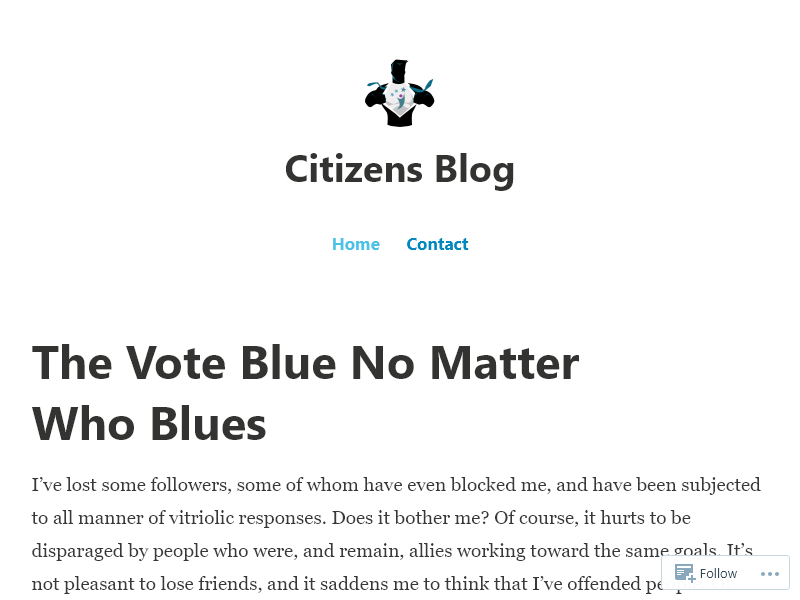 Citizens Blog
Home Contact
The Vote Blue No Matter
Who Blues
I’ve lost some followers, some of whom have even blocked me, and have been subjected
to all manner of vitriolic responses. Does it bother me? Of course, it hurts to be
disparaged by people who were, and remain, allies working toward the same goals. It’s
not pleasant to lose friends, and it saddens me to think that I’ve offended
Follow